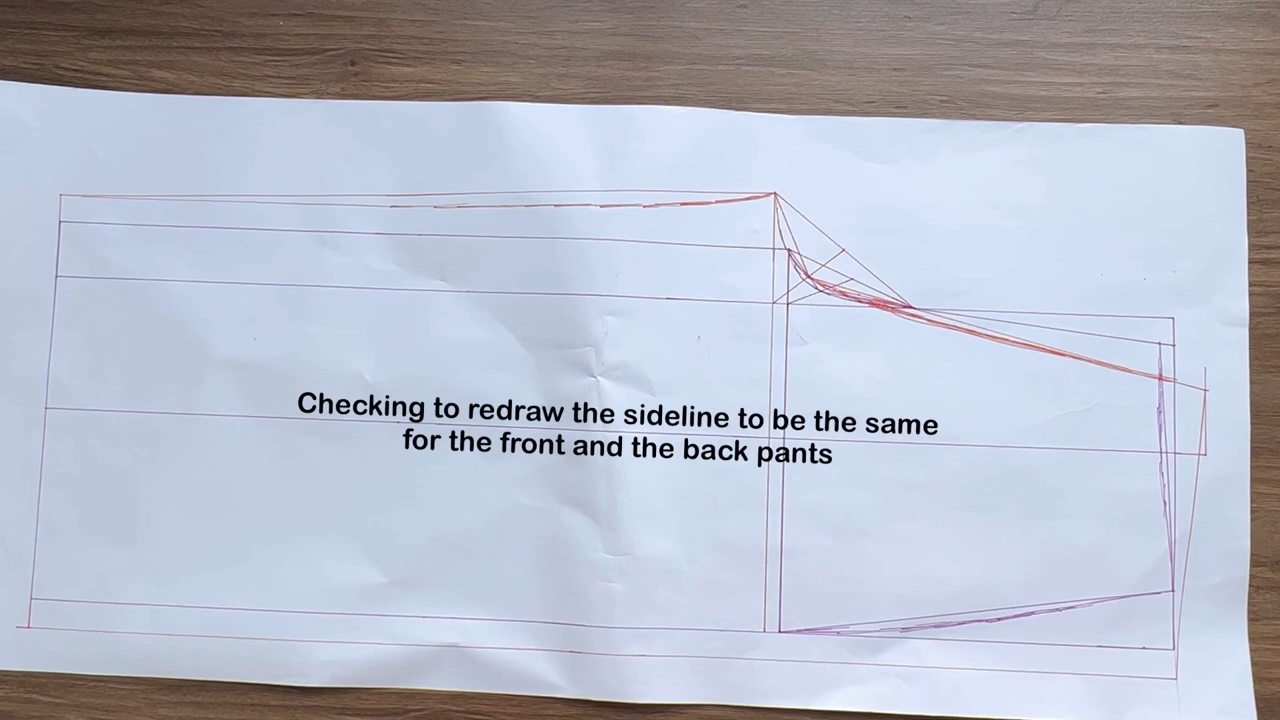 Checking to redraw the sideline to be the same
for the front and the back pants